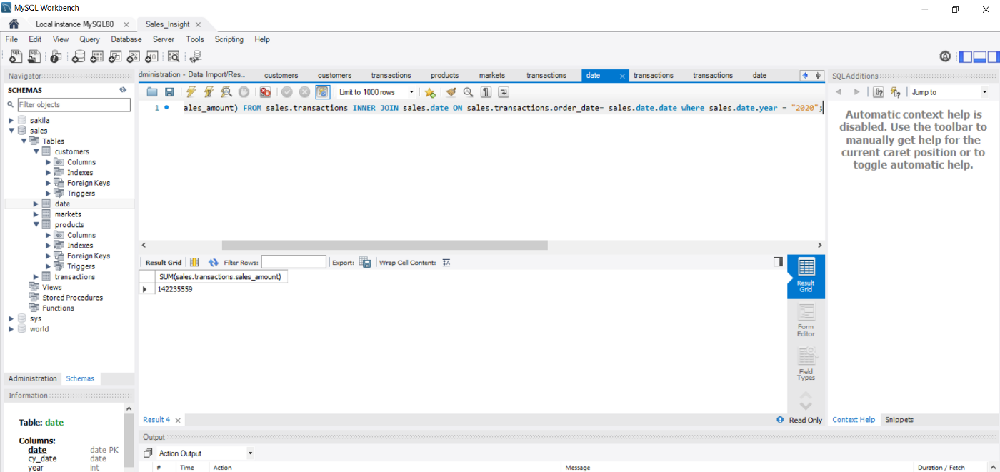 MySQL Workbench
Local instance MySQL80
Sales_Insight
File Edit View Query Database Server Tools Scripting Help
Navigator
SCHEMAS
Filter objects
sakila
sales
Tables
customers
Columns
Indexes
Foreign Keys
Triggers
date
markets
products
Columns
Indexes
Foreign Keys
Triggers
transactions
Views
Stored Procedures
Functions
sys
world
Administration Schemas
Information
Table: date
Columns:
date date PK
cy_date date
year int
dministration - Data Import/Res... customers customers transactions products markets transactions date transactions transactions date
Limit to 1000 rows
1 ales_amount) FROM sales.transactions INNER JOIN sales.date ON sales.transactions.order_date= sales.date.date where sales.date.year = "2020";
Result Grid Filter Rows: Export: Wrap Cell Content:
SUM(sales.transactions.sales_amount)
142235559
Result
Grid
Form
Editor
Field
Types
Result 4
Read Only
Output
Action Output
# Time Action Message Duration / Fetch
SQLAdditions
Jump to
Automatic context help is
disabled. Use the toolbar to
manually get help for the
current caret position or to
toggle automatic help.
Context Help Snippets